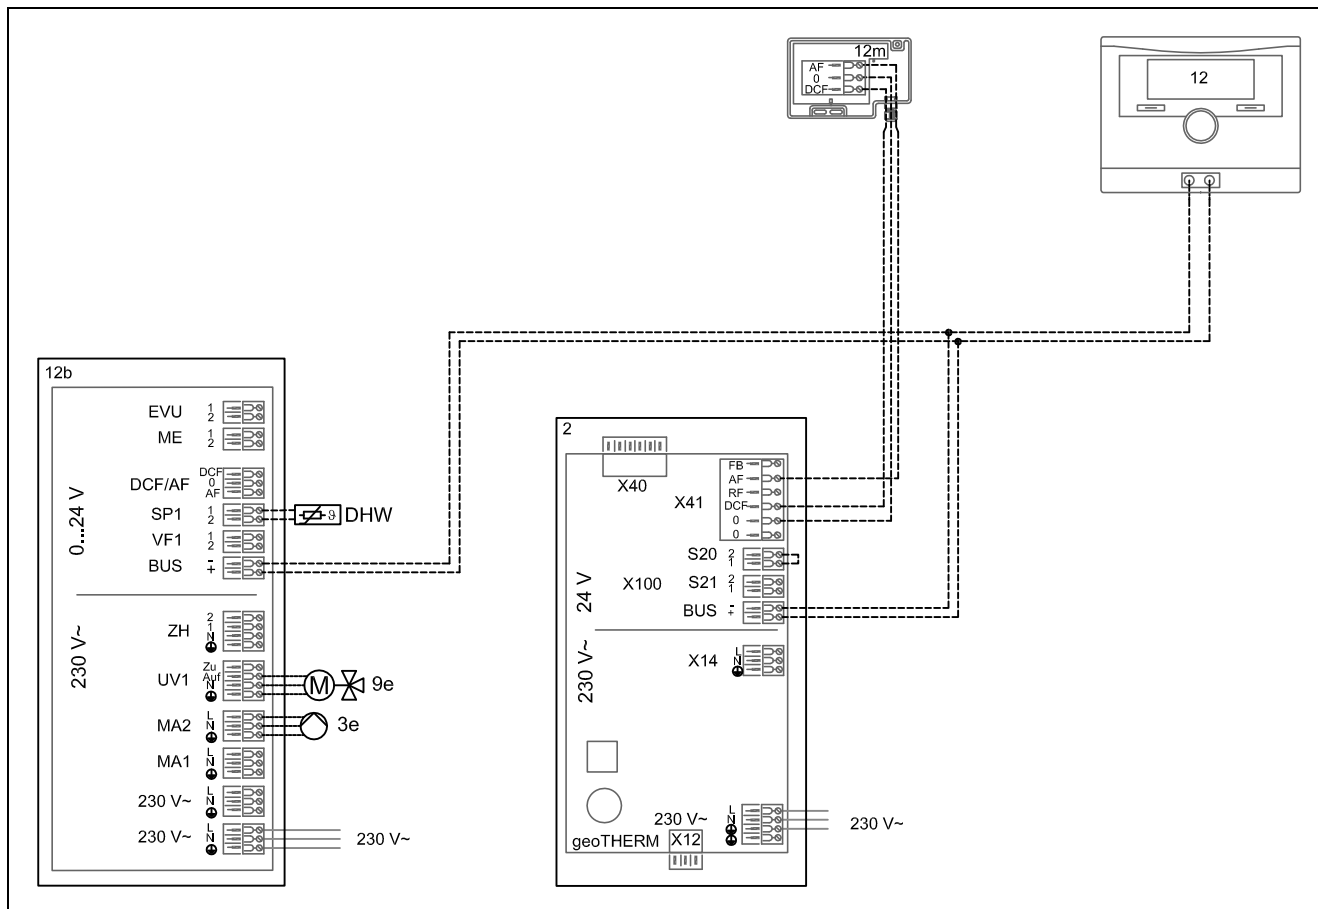 12m
AF
0
DCF
12
12b
EVU 1
2
ME 1
2
DCF/AF DCF
0
AF
SP1 1
2
DHW
VF1 1
2
BUS -
+
0...24 V
230 V~
ZH 2
1
N
UV1 Zu
Auf
N
M 9e
MA2 L
N
3e
MA1 L
N
230 V~ L
N
230 V~ L
N
230 V~
2
X40
X41
FB
AF
RF
DCF
0
0
S20 2
1
X100
S21 2
1
BUS -
+
24 V
230 V~
X14 L
N
230 V~ L
N
230 V~
geoTHERM X12